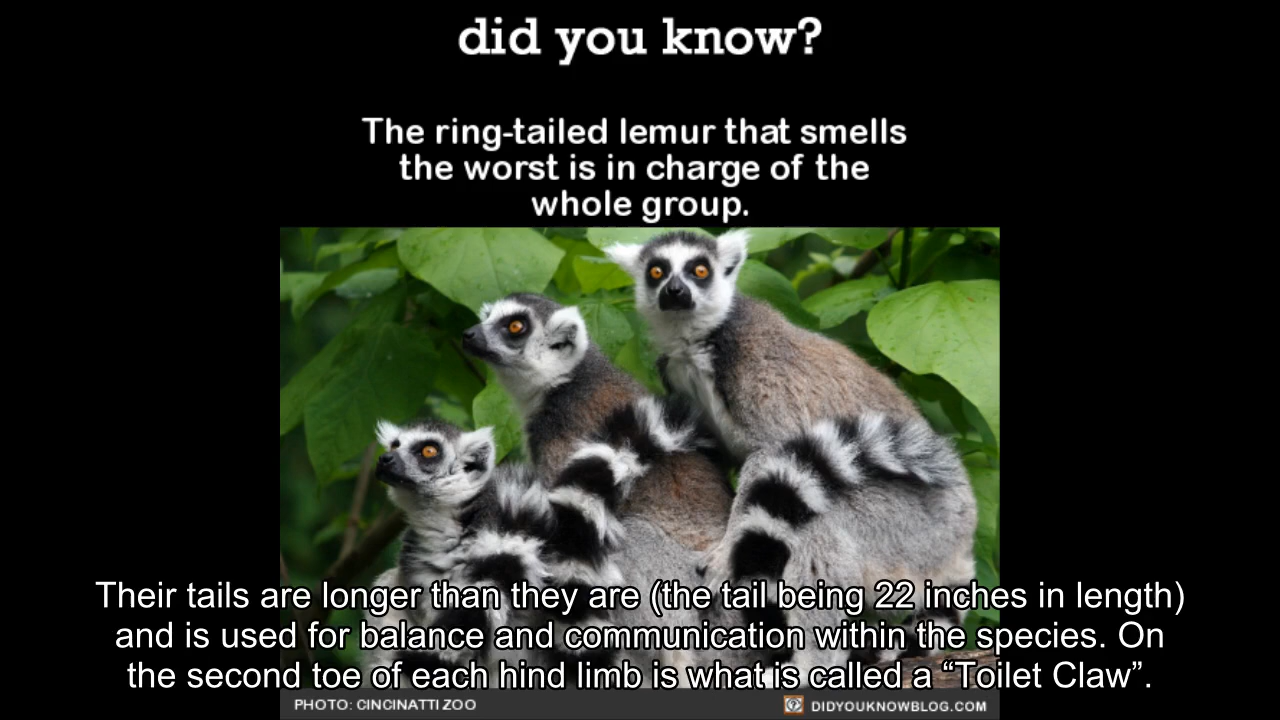 did you know?
The ring-tailed lemur that smells
the worst is in charge of the
whole group.
Their tails are longer than they are (the tail being 22 inches in length)
and is used for balance and communication within the species. On
the second toe of each hind limb is what is called a “Toilet Claw”.
PHOTO: CINCINATTI ZOO
DIDYOUKNOWBLOG.COM